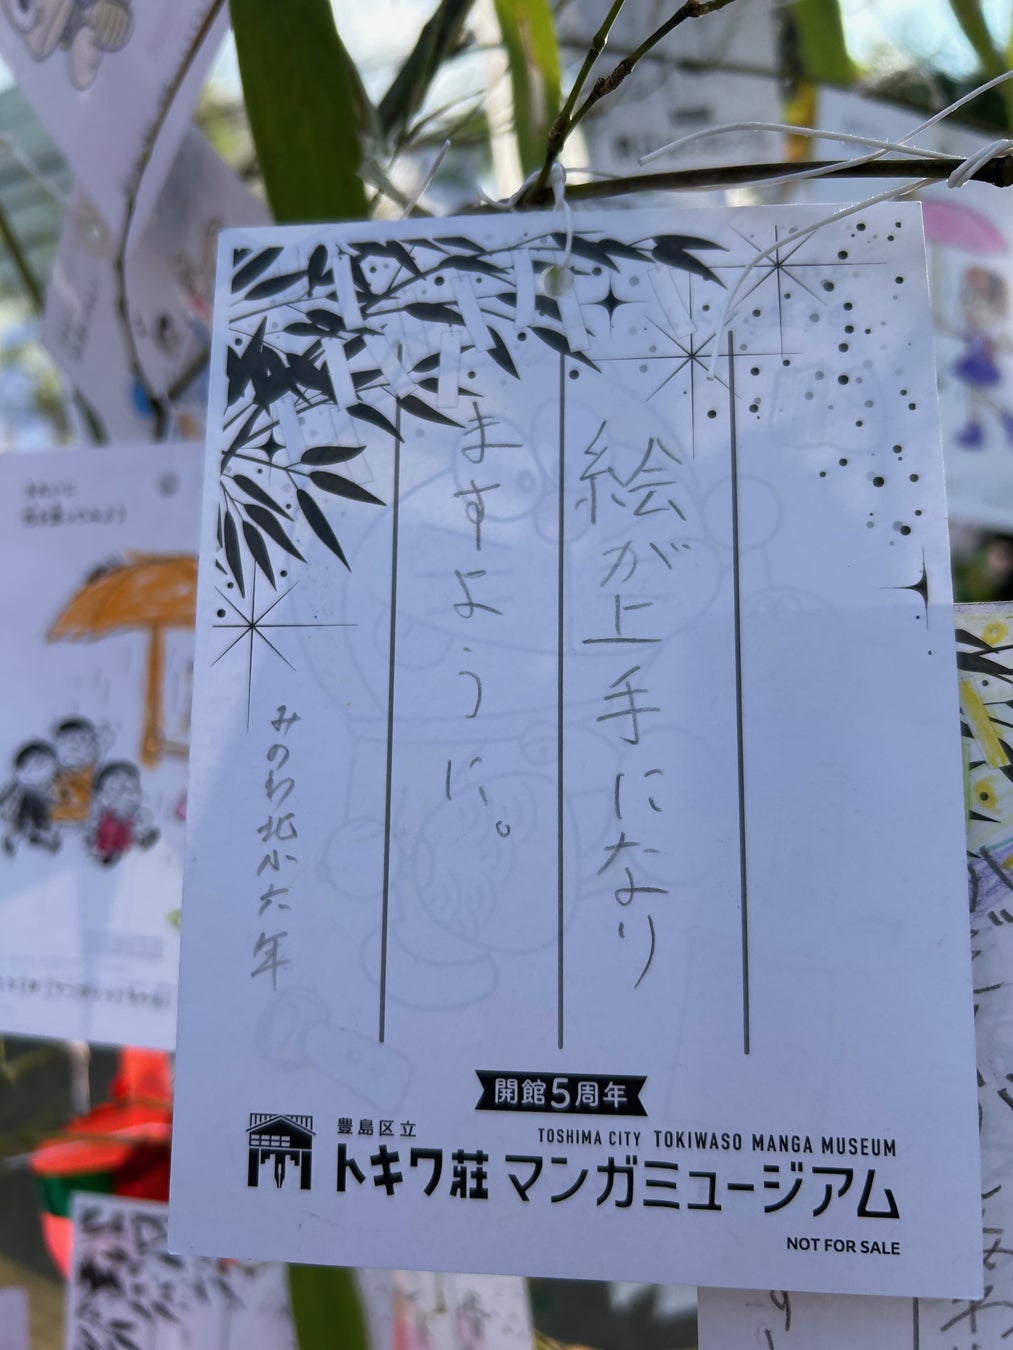 絵が上手になり
ますように。
みのわ北小六年
開館5周年
豊島区立
TOSHIMA CITY TOKIWASO MANGA MUSEUM
トキワ荘マンガミュージアム
NOT FOR SALE